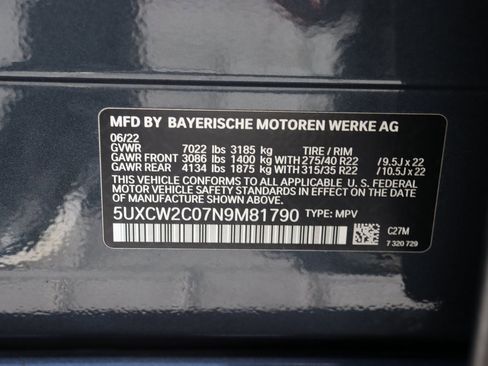 MFD BY BAYERISCHE MOTOREN WERKE AG
06/22
GVWR 7022 lbs 3185 kg TIRE / RIM
GAWR FRONT 3086 lbs 1400 kg WITH 275/40 R22 / 9.5J x 22
GAWR REAR 4134 lbs 1875 kg WITH 315/35 R22 / 10.5J x 22
THIS VEHICLE CONFORMS TO ALL APPLICABLE U. S. FEDERAL
MOTOR VEHICLE SAFETY STANDARDS IN EFFECT ON THE
DATE OF MANUFACTURE SHOWN ABOVE.
5UXCW2C07N9M81790 TYPE: MPV
C27M
7 320 729